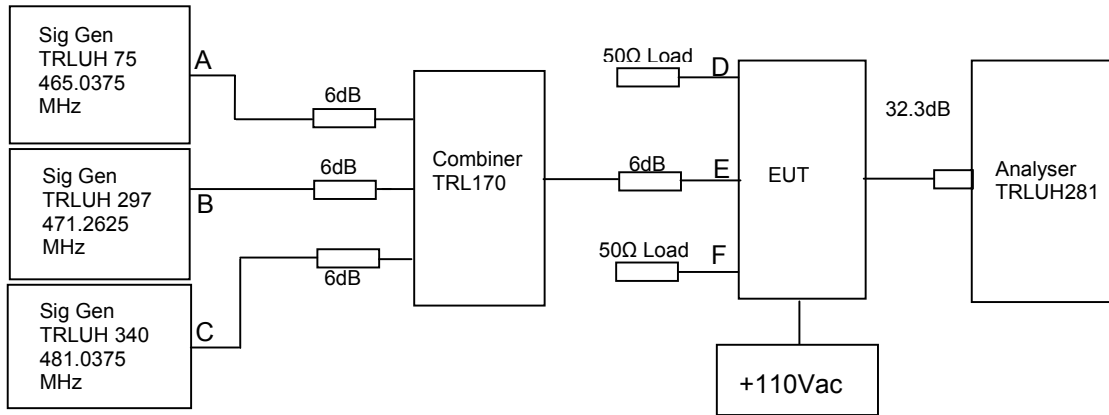 Sig Gen
TRLUH 75
465.0375
MHz
A
6dB
Sig Gen
TRLUH 297
471.2625
MHz
B
6dB
Sig Gen
TRLUH 340
481.0375
MHz
C
6dB
Combiner
TRL170
50Ω Load
D
6dB
E
50Ω Load
F
EUT
+110Vac
32.3dB
Analyser
TRLUH281